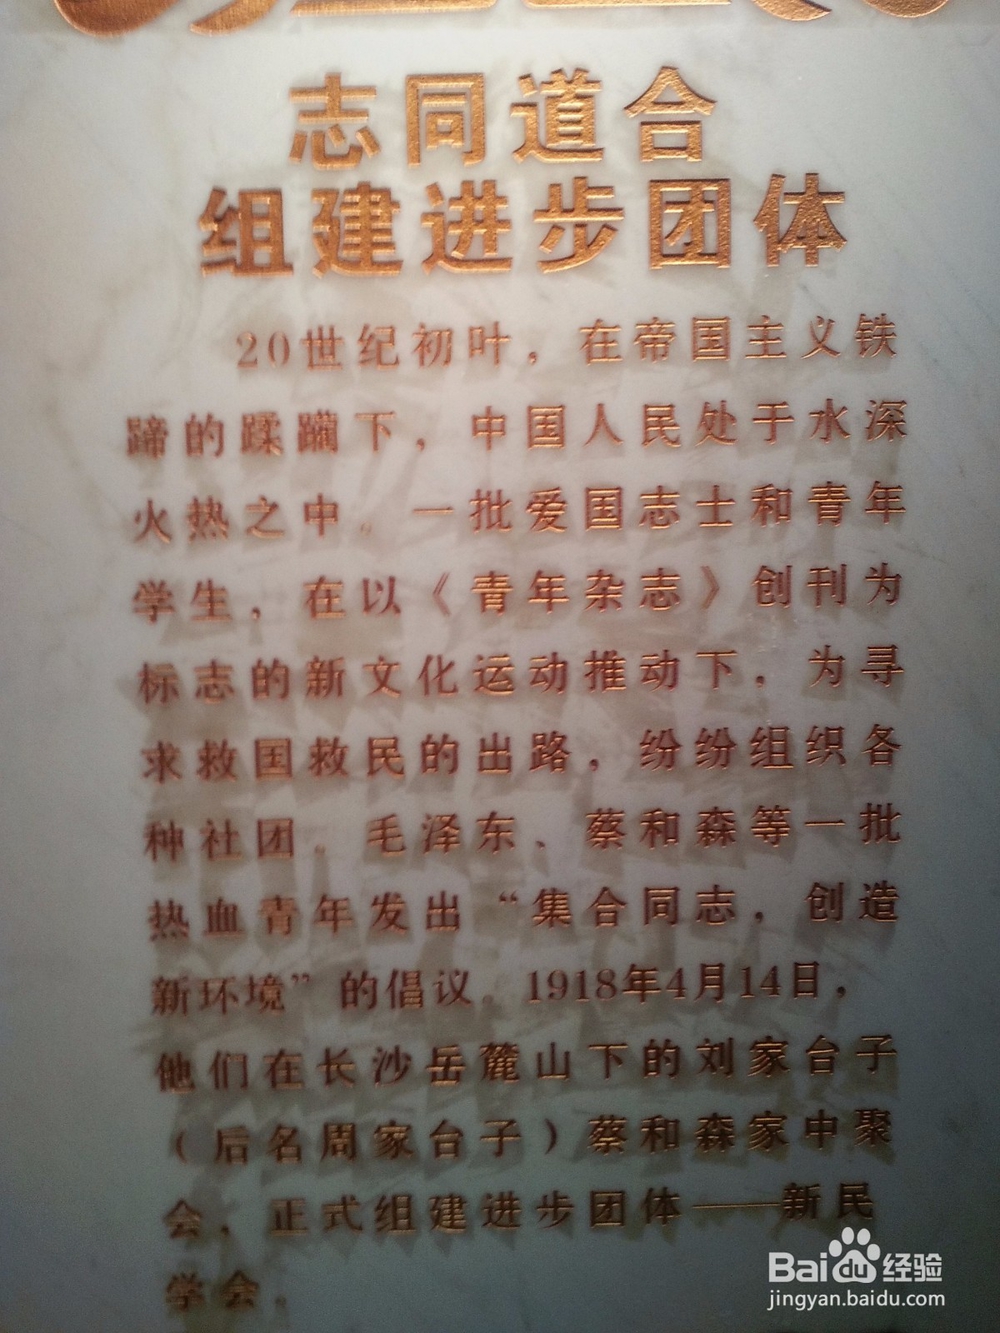 志同道合
组建进步团体
20世纪初叶，在帝国主义铁
蹄的蹂躏下，中国人民处于水深
火热之中。一批爱国志士和青年
学生，在以《青年杂志》创刊为
标志的新文化运动推动下，为寻
求救国救民的出路，纷纷组织各
种社团。毛泽东、蔡和森等一批
热血青年发出“集合同志，创造
新环境”的倡议。1918年4月14日，
他们在长沙岳麓山下的刘家台子
（后名周家台子）蔡和森家中聚
会，正式组建进步团体——新民
学会。
Baidu经验
jingyan.baidu.com